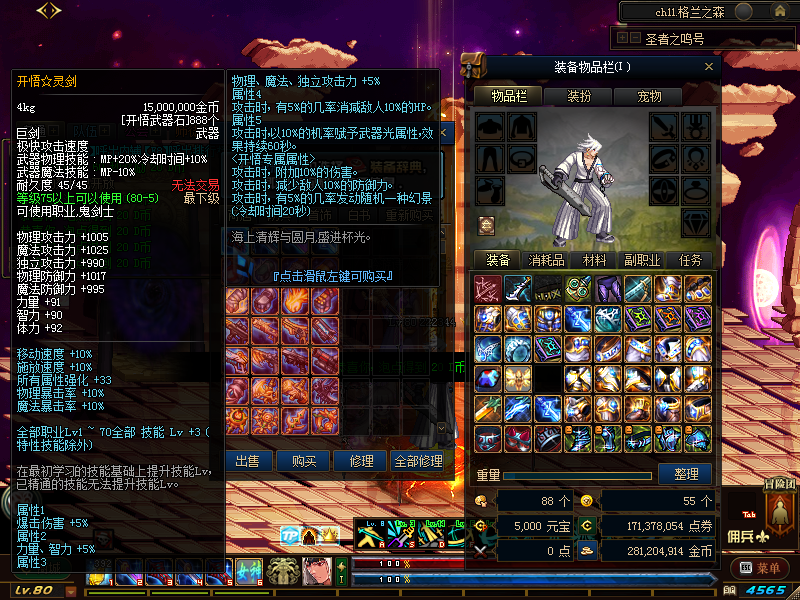 ch11.格兰之森
圣者之鸣号
开悟☆灵剑
4kg 15,000,000金币
[开悟武器石]888个
巨剑 武器
极快攻击速度
武器物理技能 : MP+20%冷却时间+10%
武器魔法技能 : MP-10%
耐久度 45/45 无法交易
等级75以上可以使用 (80-5) 最下级
可使用职业,鬼剑士
物理攻击力 +1005
魔法攻击力 +1025
独立攻击力 +990
物理防御力 +1017
魔法防御力 +995
力量 +91
智力 +90
体力 +92
移动速度 +10%
施放速度 +10%
所有属性强化 +33
物理暴击率 +10%
魔法暴击率 +10%
全部职业Lv1 ~ 70全部 技能 Lv +3 (
特性技能除外)
在最初学习的技能基础上提升技能Lv,
已精通的技能无法提升技能Lv。
属性1
爆击伤害 +5%
属性2
力量、智力 +5%
属性3
物理、魔法、独立攻击力 +5%
属性4
攻击时, 有5%的几率消减敌人10%的HP。
属性5
攻击时以10%的机率赋予武器光属性,效
果持续60秒。
<开悟专属属性>
攻击时, 附加10%的伤害。
攻击时, 减少敌人10%的防御力。
攻击时, 有5%的几率发动随机一种幻景
(冷却时间20秒)
海上清辉与圆月,盛进杯光。
『点击滑鼠左键可购买』
出售 购买 修理 全部修理
装备物品栏(I)
物品栏 装扮 宠物
装备 消耗品 材料 副职业 任务
重量 整理
88 个 55 个
5,000 元宝 171,378,054 点券
0 点 281,204,914 金币
冒险团
Tab
佣兵
ESC 菜单
TP
100%
100%
Lv.80
4565